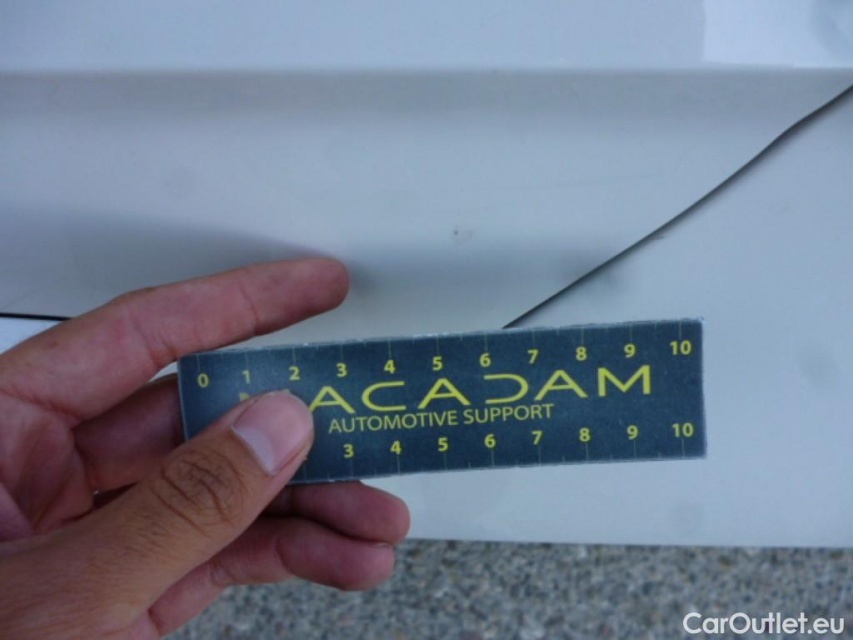 0 1 2 3 4 5 6 7 8 9 10
ACADAM
AUTOMOTIVE SUPPORT
3 4 5 6 7 8 9 10
CarOutlet.eu